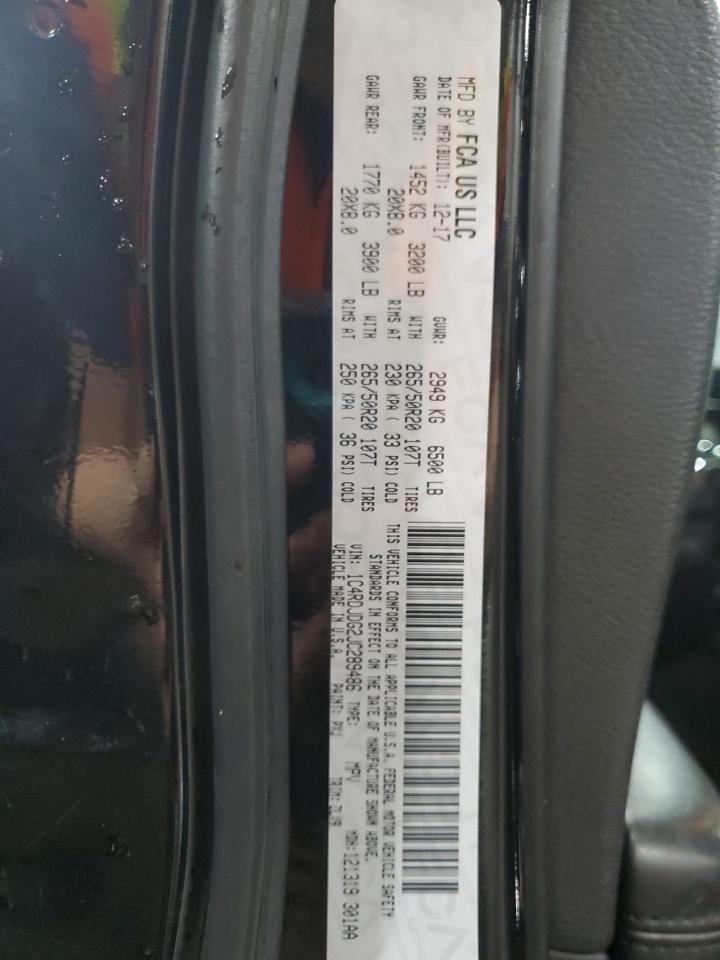 MFD BY FCA US LLC
DATE OF MFR(BUILT): 12-17 GVWR: 2949 KG 6500 LB
GAWR FRONT: 1452 KG 3200 LB WITH 265/50R20 107T TIRES
20X8.0 RIMS AT 230 KPA ( 33 PSI) COLD
GAWR REAR: 1770 KG 3900 LB WITH 265/50R20 107T TIRES
20X8.0 RIMS AT 250 KPA ( 36 PSI) COLD
THIS VEHICLE CONFORMS TO ALL APPLICABLE U.S.A. FEDERAL MOTOR VEHICLE SAFETY
STANDARDS IN EFFECT ON THE DATE OF MANUFACTURE SHOWN ABOVE.
VIN: 1C4RDJDG2JC289486 TYPE: MPV MDH:121319 301AA
VEHICLE MADE IN U.S.A. PAINT: PXJ TRIM: